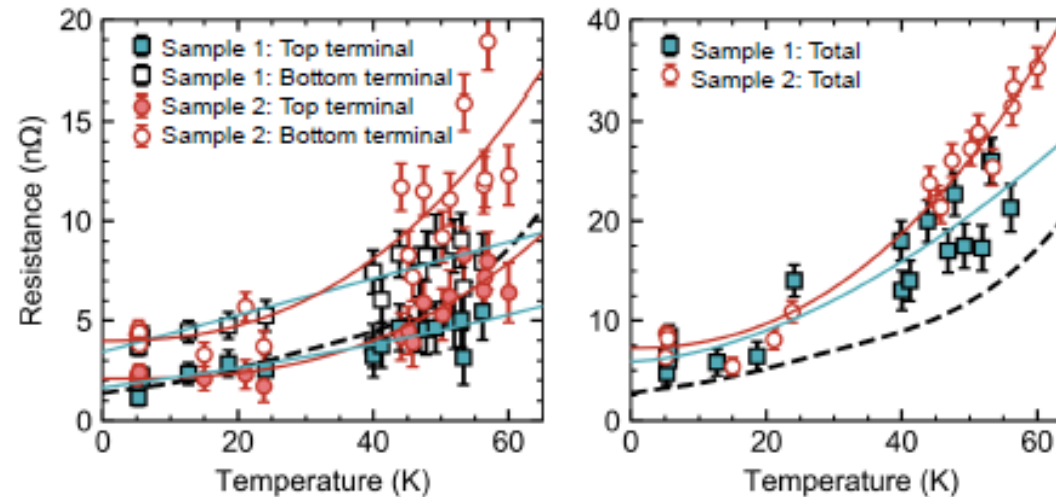 20
15
10
5
0
Resistance (nΩ)
Sample 1: Top terminal
Sample 1: Bottom terminal
Sample 2: Top terminal
Sample 2: Bottom terminal
0 20 40 60
Temperature (K)
40
30
20
10
0
Sample 1: Total
Sample 2: Total
0 20 40 60
Temperature (K)